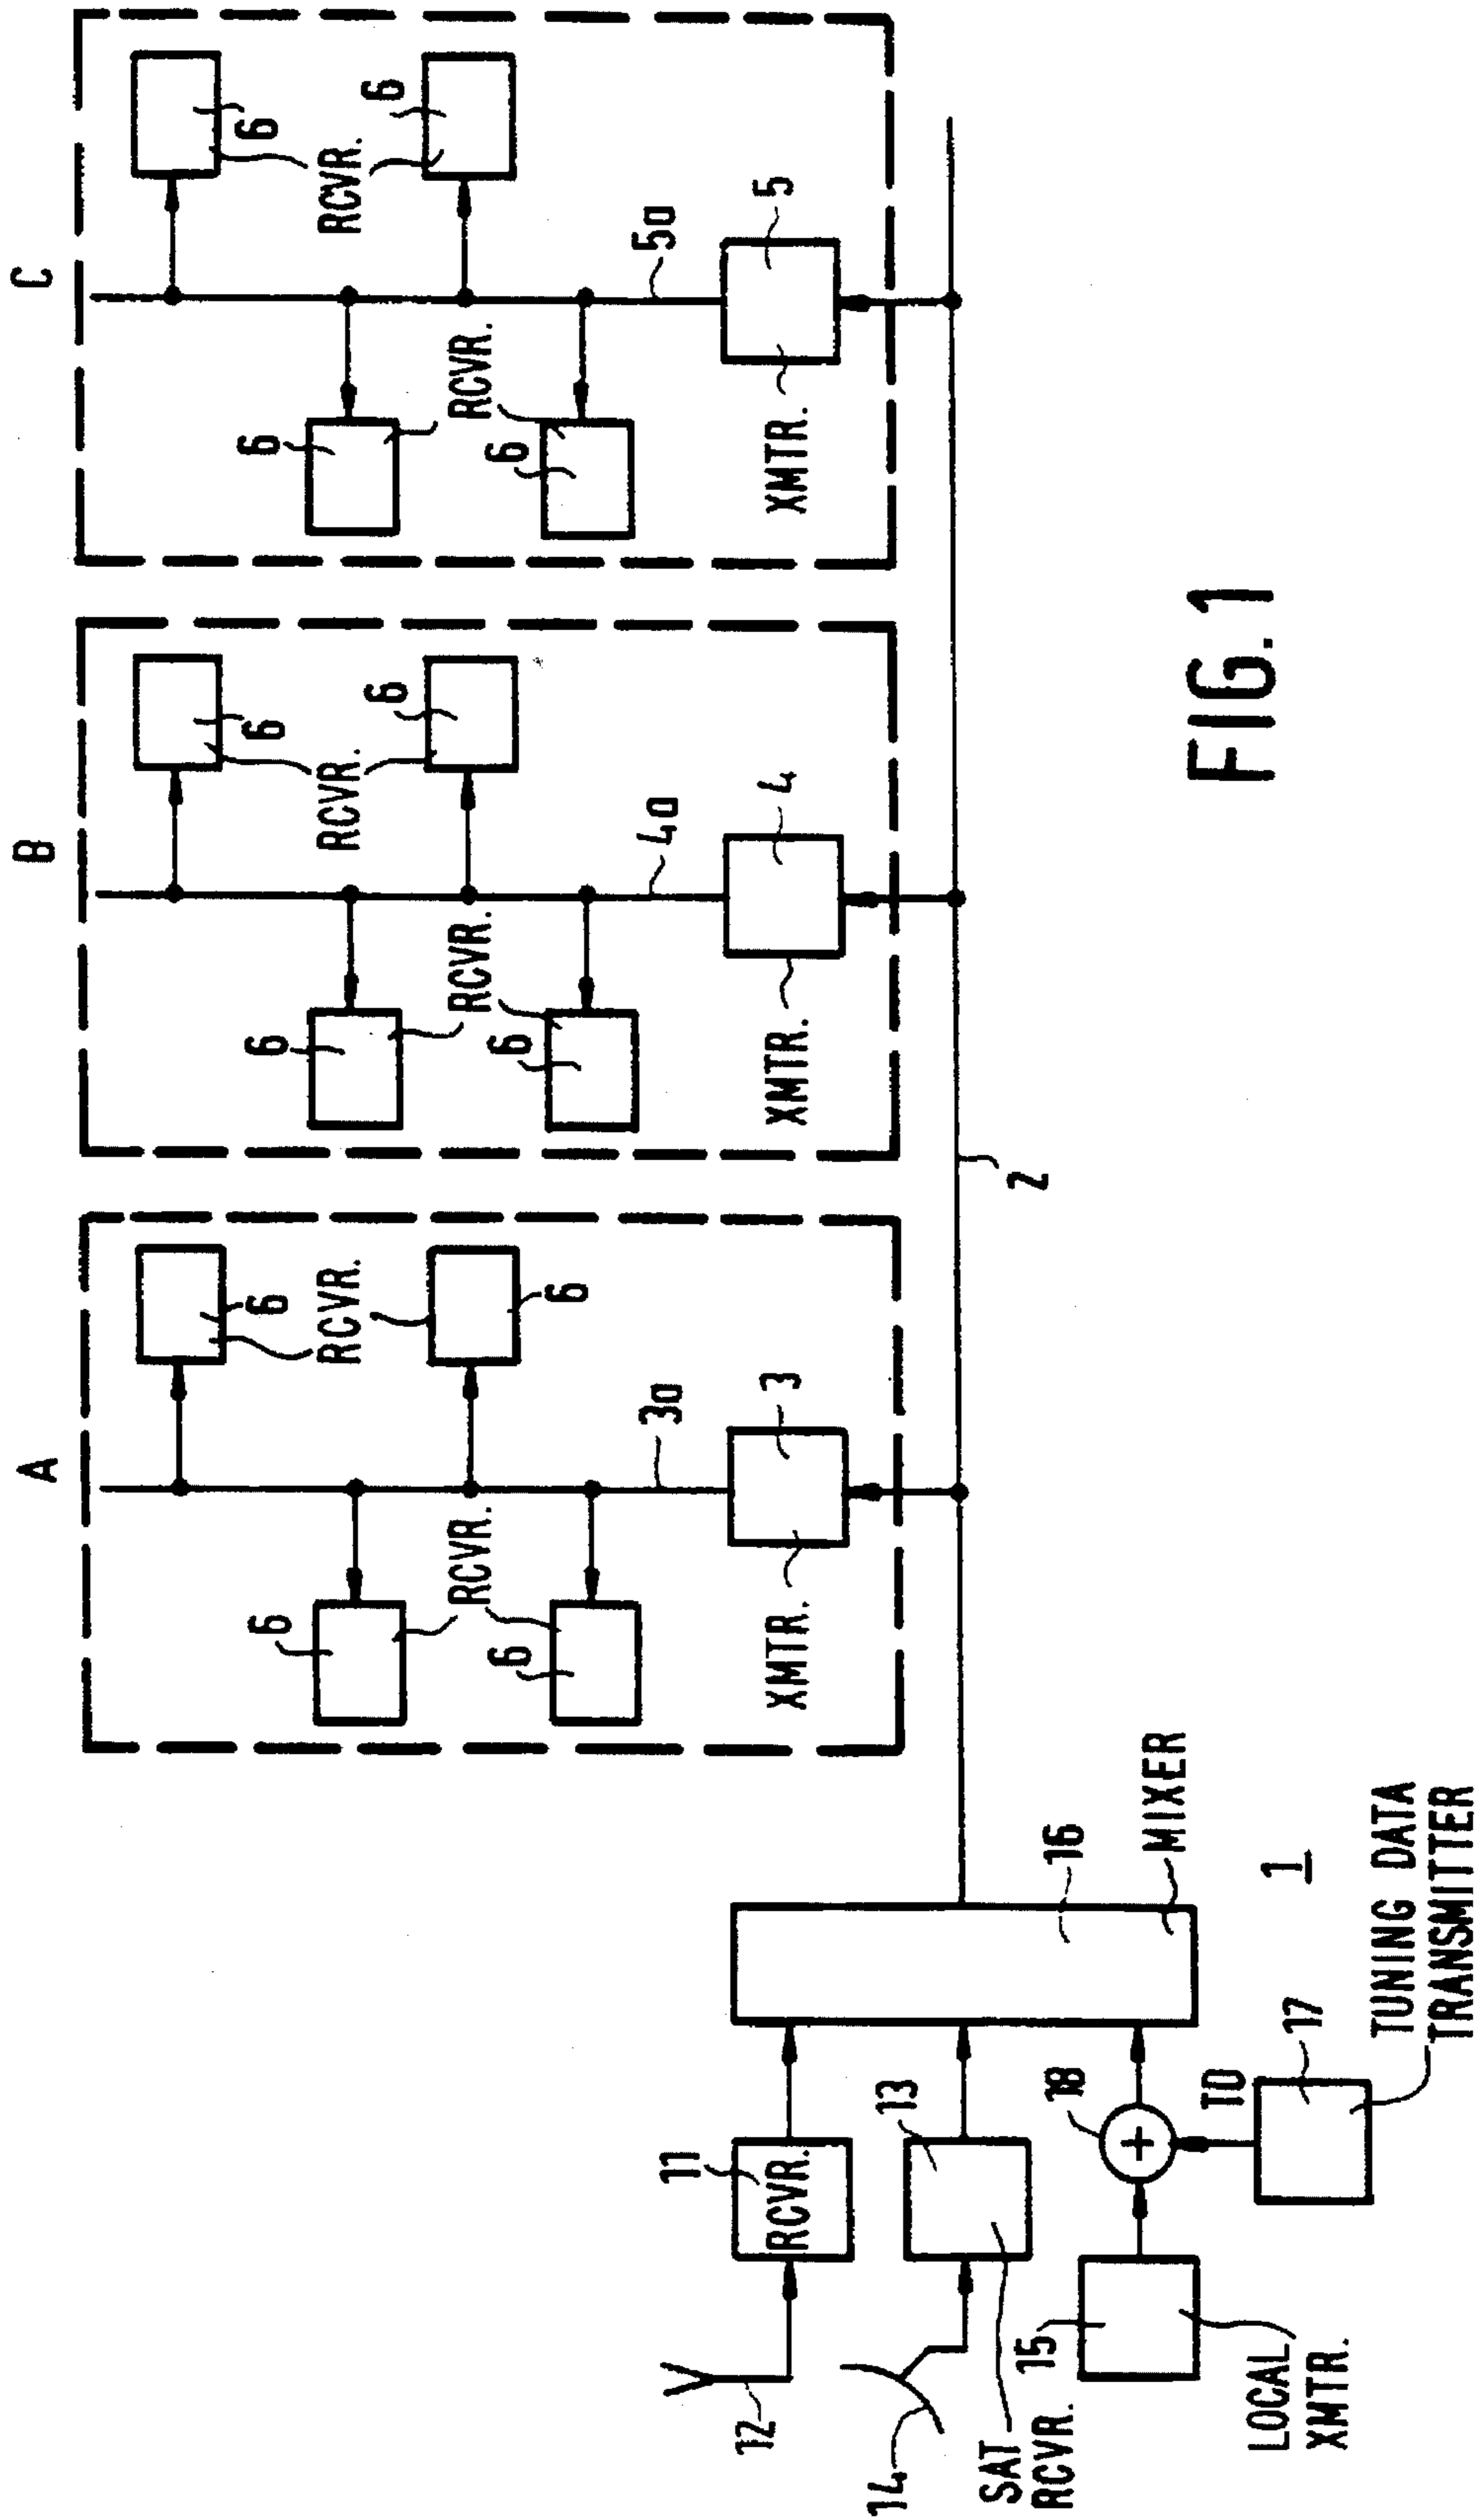 A
B
C
6
6
RCVR.
RCVR.
6
6
3a
3
XMTR.
6
6
RCVR.
RCVR.
6
6
4a
4
XMTR.
6
6
RCVR.
RCVR.
6
6
5a
5
XMTR.
2
12
11
RCVR.
14
13
SAT
RCVR.
15
LOCAL
XMTR.
18
TD
17
TUNING DATA
TRANSMITTER
16
MIXER
1
FIG. 1